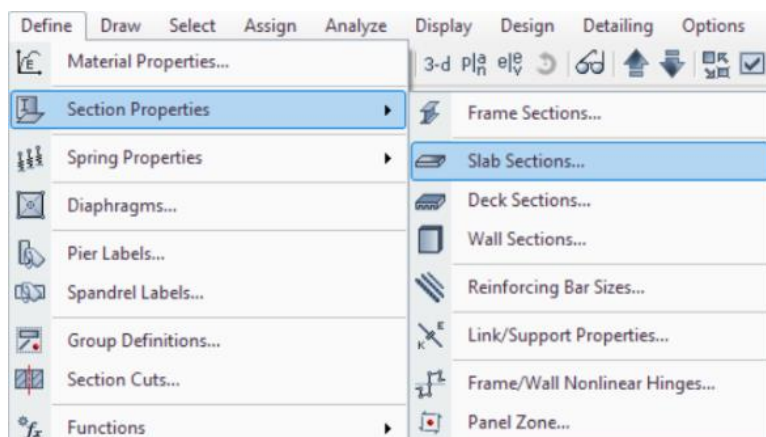 Define Draw Select Assign Analyze Display Design Detailing Options
Material Properties...
3-d
Section Properties
Frame Sections...
Spring Properties
Slab Sections...
Diaphragms...
Deck Sections...
Wall Sections...
Pier Labels...
Spandrel Labels...
Reinforcing Bar Sizes...
Group Definitions...
Link/Support Properties...
Section Cuts...
Frame/Wall Nonlinear Hinges...
Functions
Panel Zone...